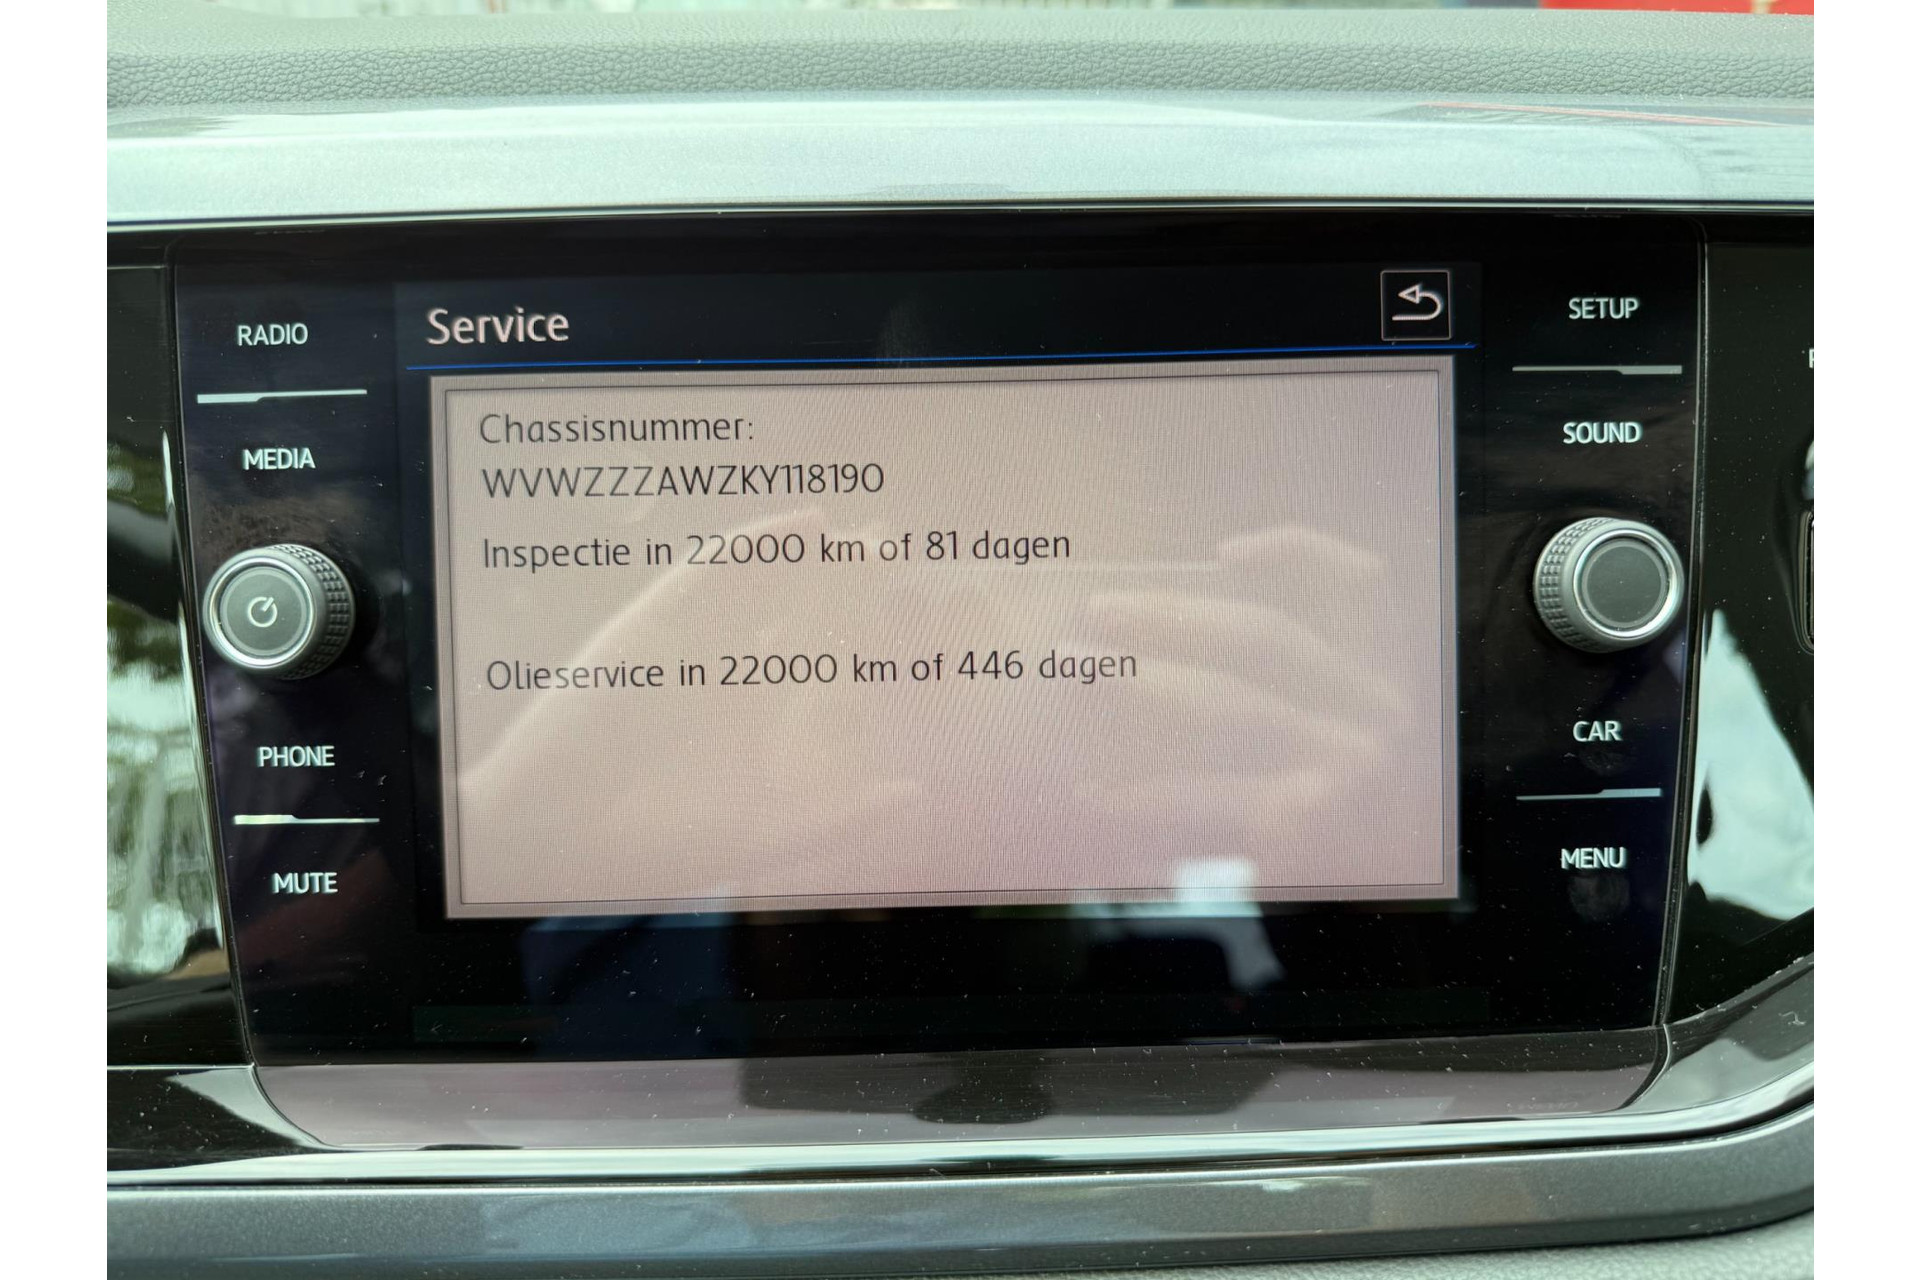 Service
RADIO
MEDIA
PHONE
MUTE
Chassisnummer:
WVWZZZAWZKY118190
Inspectie in 22000 km of 81 dagen
Olieservice in 22000 km of 446 dagen
SETUP
SOUND
CAR
MENU